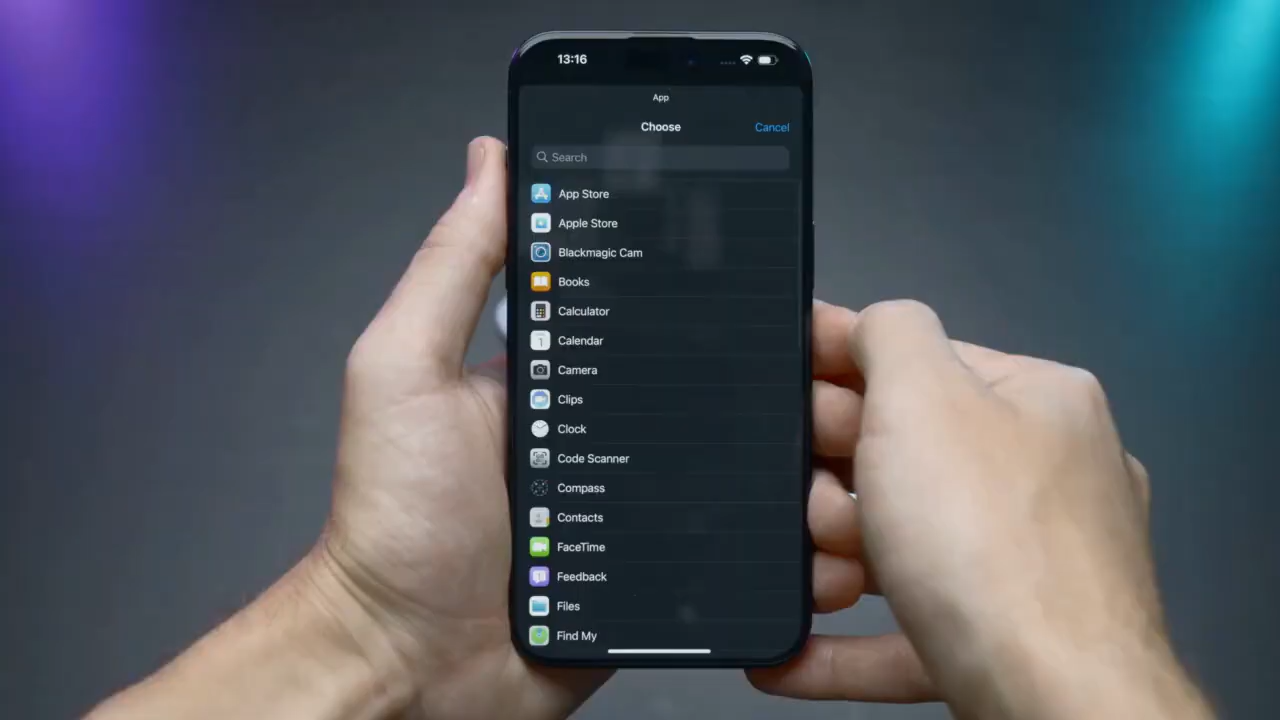 13:16
App
Choose
Cancel
Search
App Store
Apple Store
Blackmagic Cam
Books
Calculator
1
Calendar
Camera
Clips
Clock
Code Scanner
Compass
Contacts
FaceTime
Feedback
Files
Find My